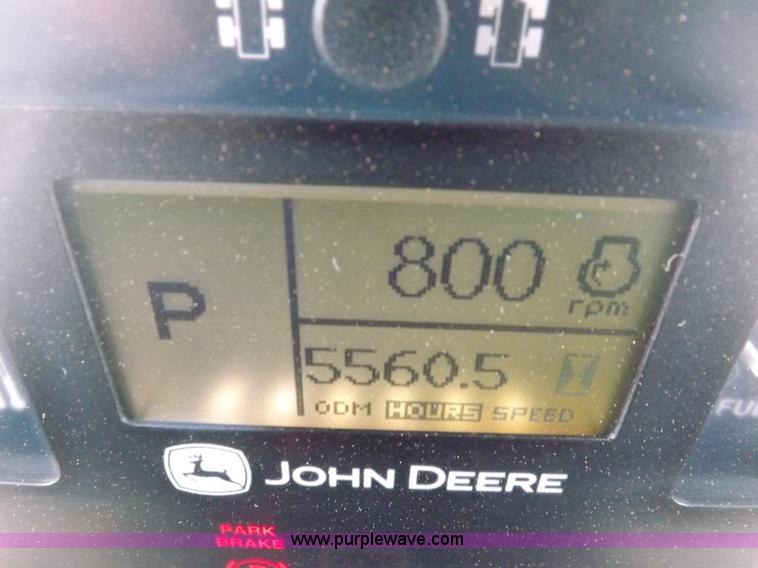 P
800
rpm
5560.5
ODM HOURS SPEED
JOHN DEERE
PARK
BRAKE
www.purplewave.com